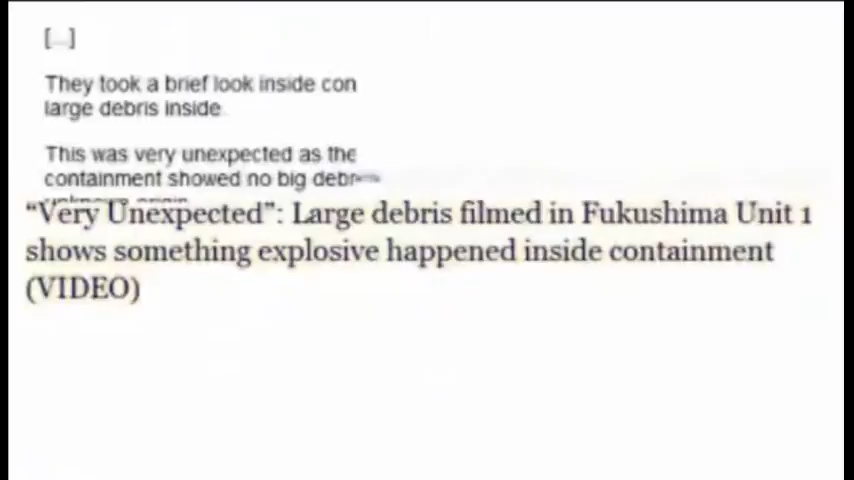 [...]
They took a brief look inside con
large debris inside.
This was very unexpected as the
containment showed no big
“Very Unexpected”: Large debris filmed in Fukushima Unit 1
shows something explosive happened inside containment
(VIDEO)